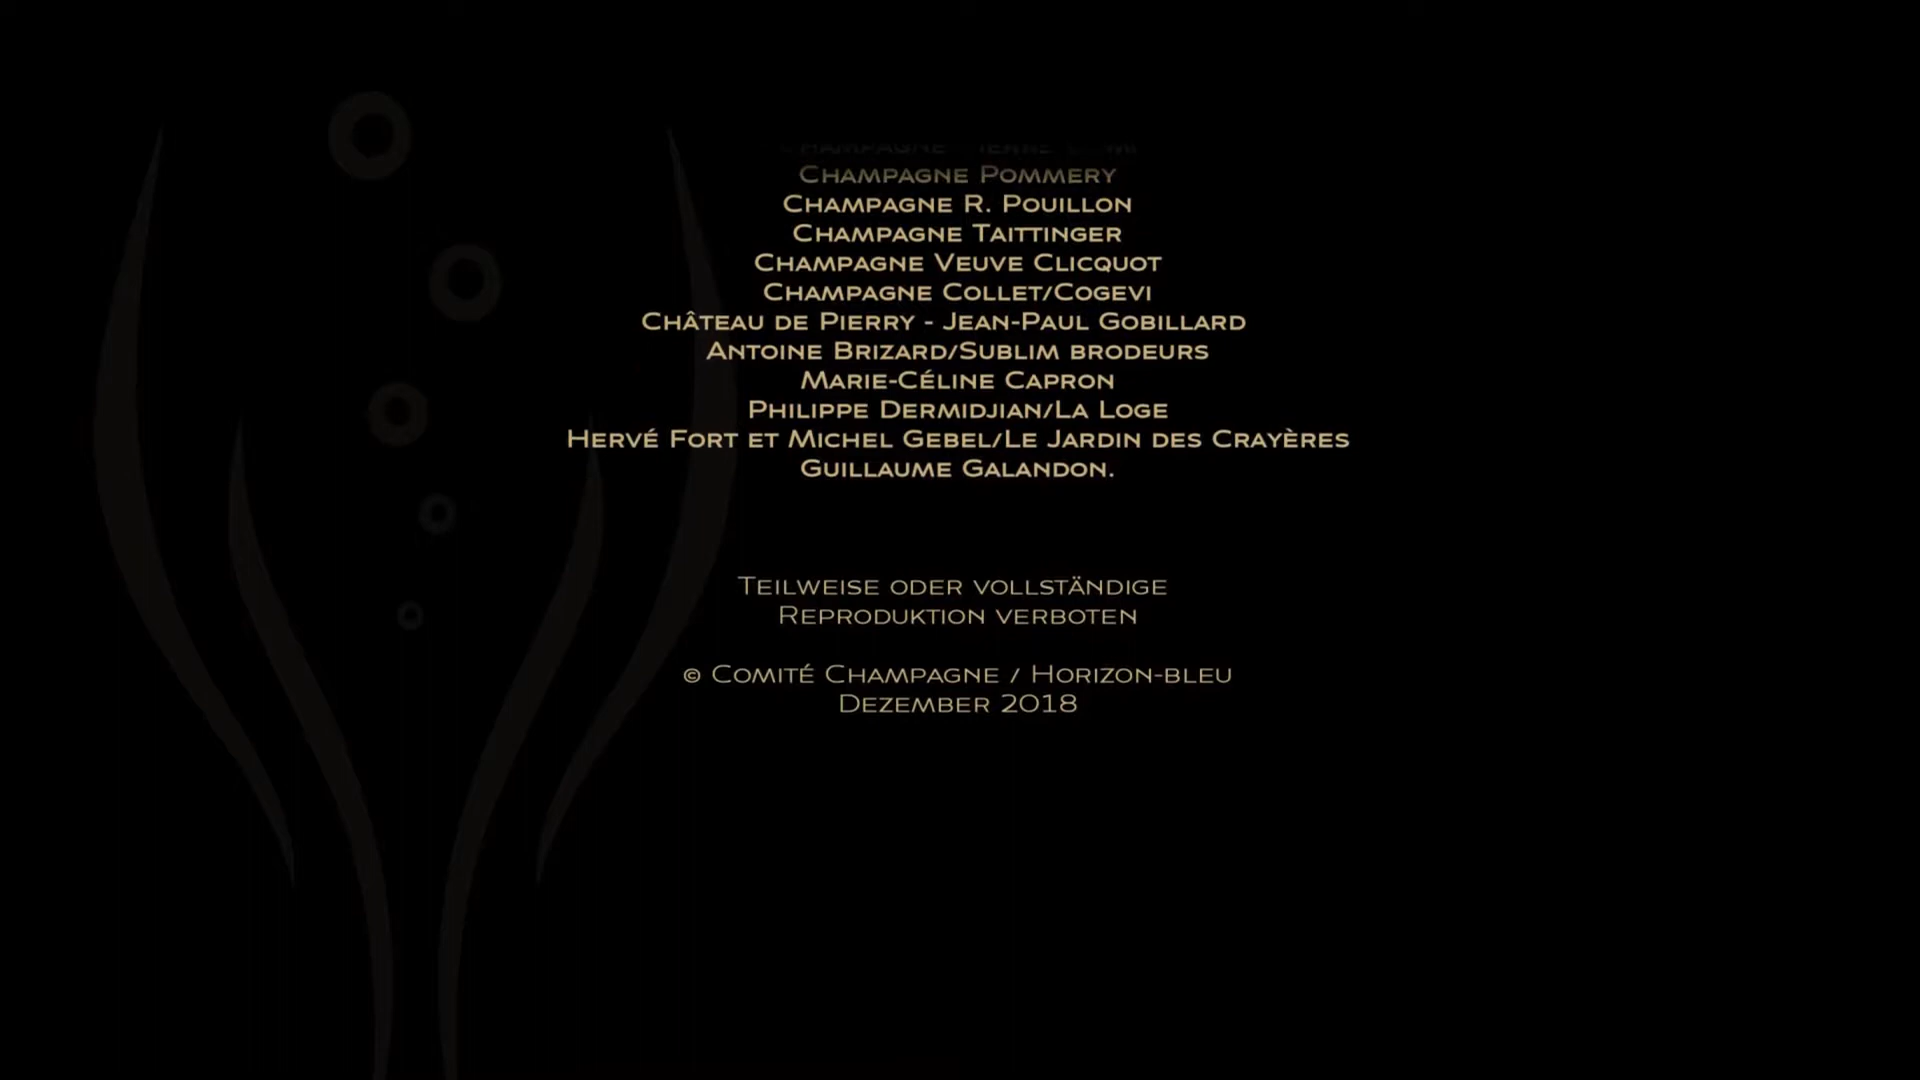 Champagne Pommery
Champagne R. Pouillon
Champagne Taittinger
Champagne Veuve Clicquot
Champagne Collet/Cogevi
Château de Pierry - Jean-Paul Gobillard
Antoine Brizard/Sublim brodeurs
Marie-Céline Capron
Philippe Dermidjian/La Loge
Hervé Fort et Michel Gebel/Le Jardin des Crayères
Guillaume Galandon.
Teilweise oder vollständige
Reproduktion verboten
© Comité Champagne / Horizon-bleu
Dezember 2018